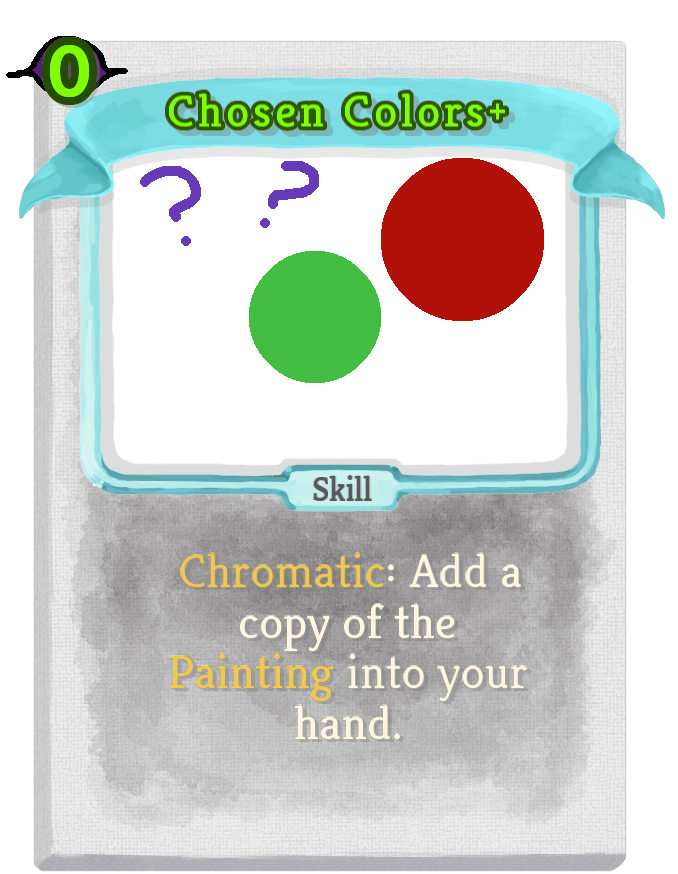 0
Chosen Colors+
? ?
Skill
Chromatic: Add a
copy of the
Painting into your
hand.